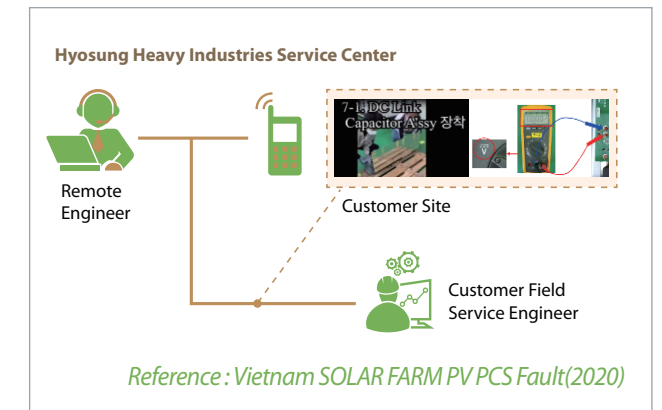 Hyosung Heavy Industries Service Center
7-1. DC Link
Capacitor A'ssy 장착
V
Remote
Engineer
Customer Site
Customer Field
Service Engineer
Reference : Vietnam SOLAR FARM PV PCS Fault(2020)